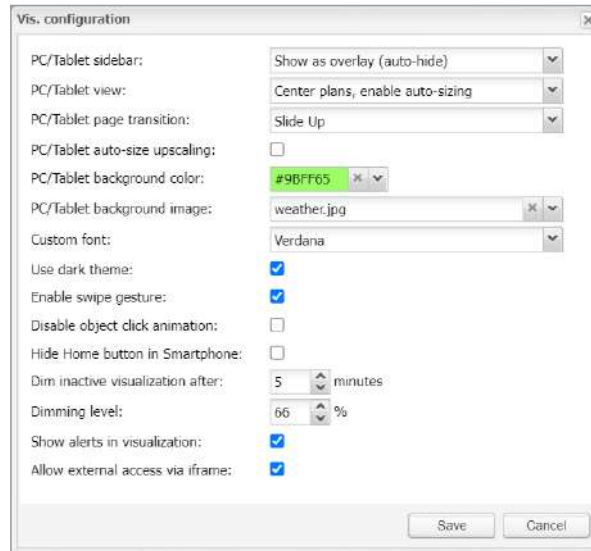 Vis. configuration
PC/Tablet sidebar: Show as overlay (auto-hide)
PC/Tablet view: Center plans, enable auto-sizing
PC/Tablet page transition: Slide Up
PC/Tablet auto-size upscaling:
PC/Tablet background color: #9BFF65
PC/Tablet background image: weather.jpg
Custom font: Verdana
Use dark theme:
Enable swipe gesture:
Disable object click animation:
Hide Home button in Smartphone:
Dim inactive visualization after: 5 minutes
Dimming level: 66 %
Show alerts in visualization:
Allow external access via iframe:
Save Cancel